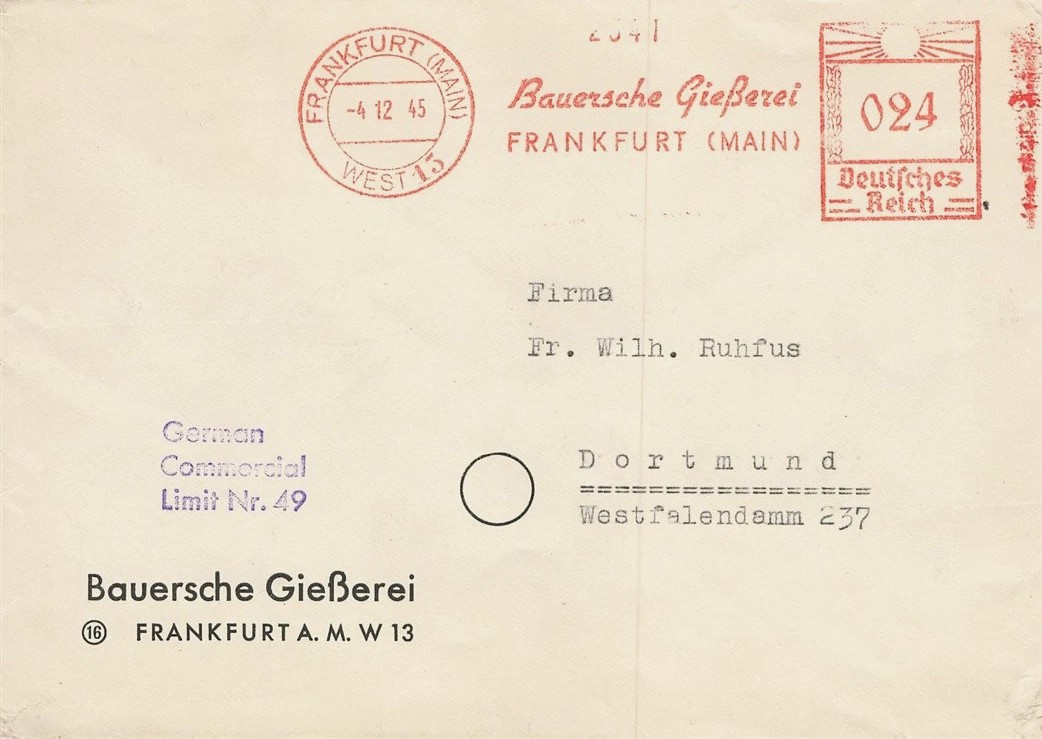 FRANKFURT (MAIN)
-4 12 45
WEST 13
Bauersche Gießerei
FRANKFURT (MAIN)
024
Deutsches
Reich
Firma
Fr. Wilh. Ruhfus
Dortmund
==================
Westfalendamm 237
German
Commercial
Limit Nr. 49
Bauersche Gießerei
16 FRANKFURT A. M. W 13